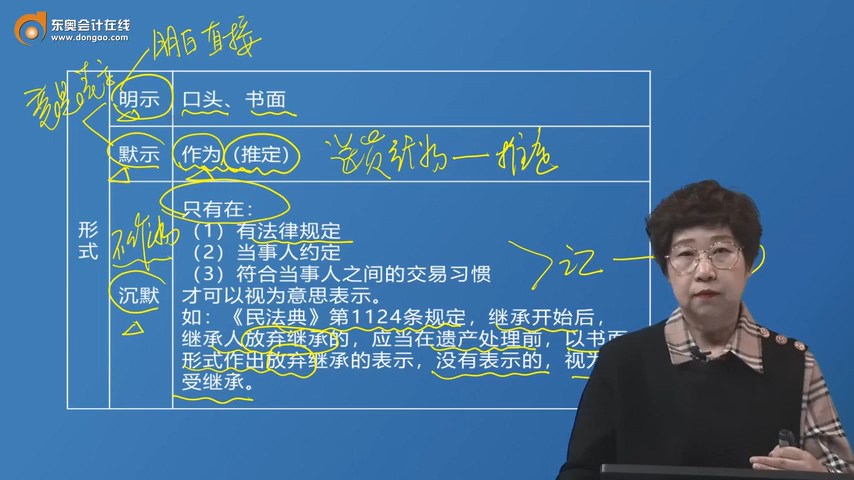 东奥会计在线
www.dongao.com
明白直接
明示
口头、书面
默示
作为（推定）
形式
沉默
只有在：
（1）有法律规定
（2）当事人约定
（3）符合当事人之间的交易习惯
才可以视为意思表示。
如：《民法典》第1124条规定，继承开始后，
继承人放弃继承的，应当在遗产处理前，以书面
形式作出放弃继承的表示，没有表示的，视为
受继承。